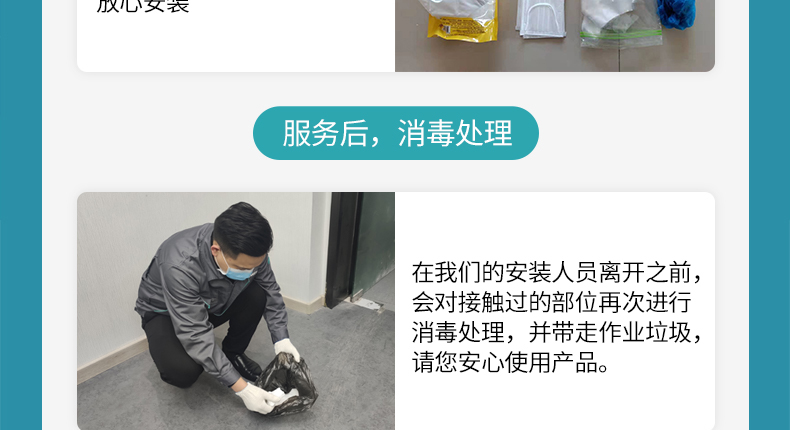 放心安装
服务后，消毒处理
在我们的安装人员离开之前，
会对接触过的部位再次进行
消毒处理，并带走作业垃圾，
请您安心使用产品。